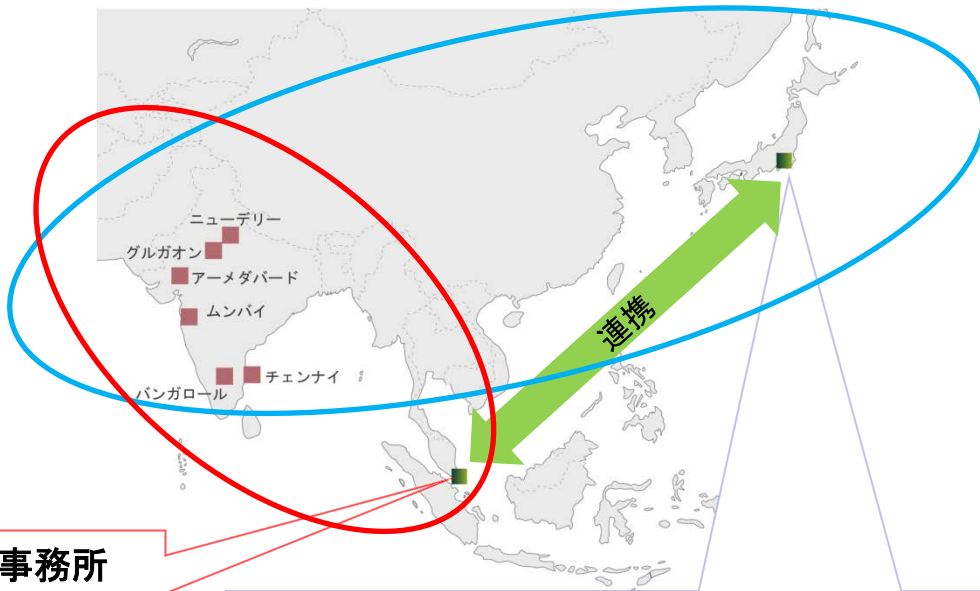 ニューデリー
グルガオン
アーメダバード
ムンバイ
チェンナイ
バンガロール
連携
事務所